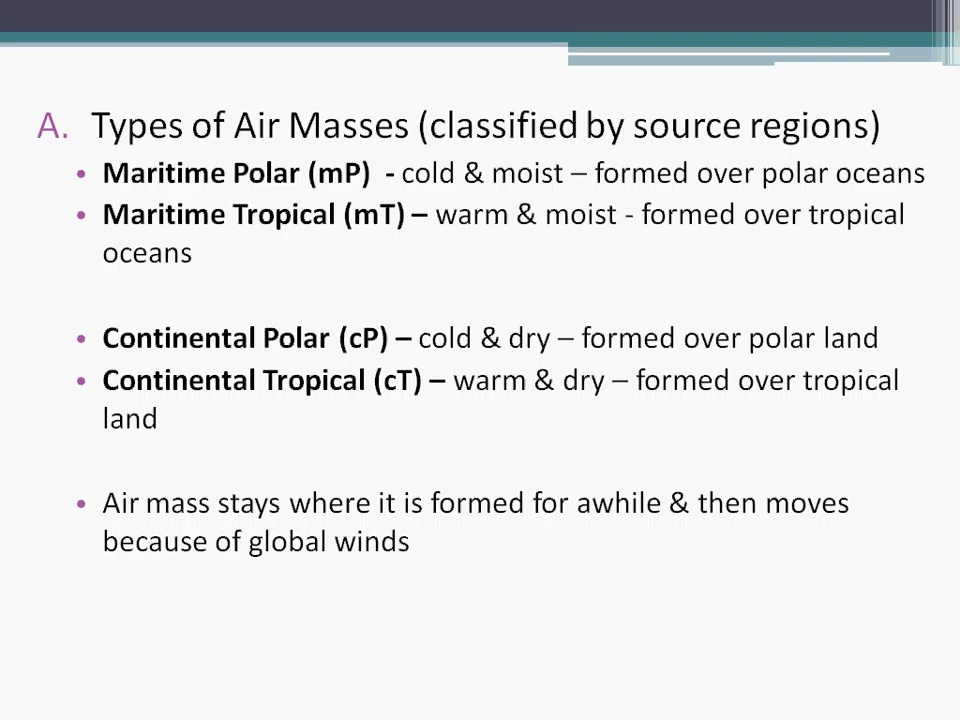 A. Types of Air Masses (classified by source regions)
• Maritime Polar (mP)  - cold & moist – formed over polar oceans
• Maritime Tropical (mT) – warm & moist - formed over tropical
oceans
• Continental Polar (cP) – cold & dry – formed over polar land
• Continental Tropical (cT) – warm & dry – formed over tropical
land
• Air mass stays where it is formed for awhile & then moves
because of global winds